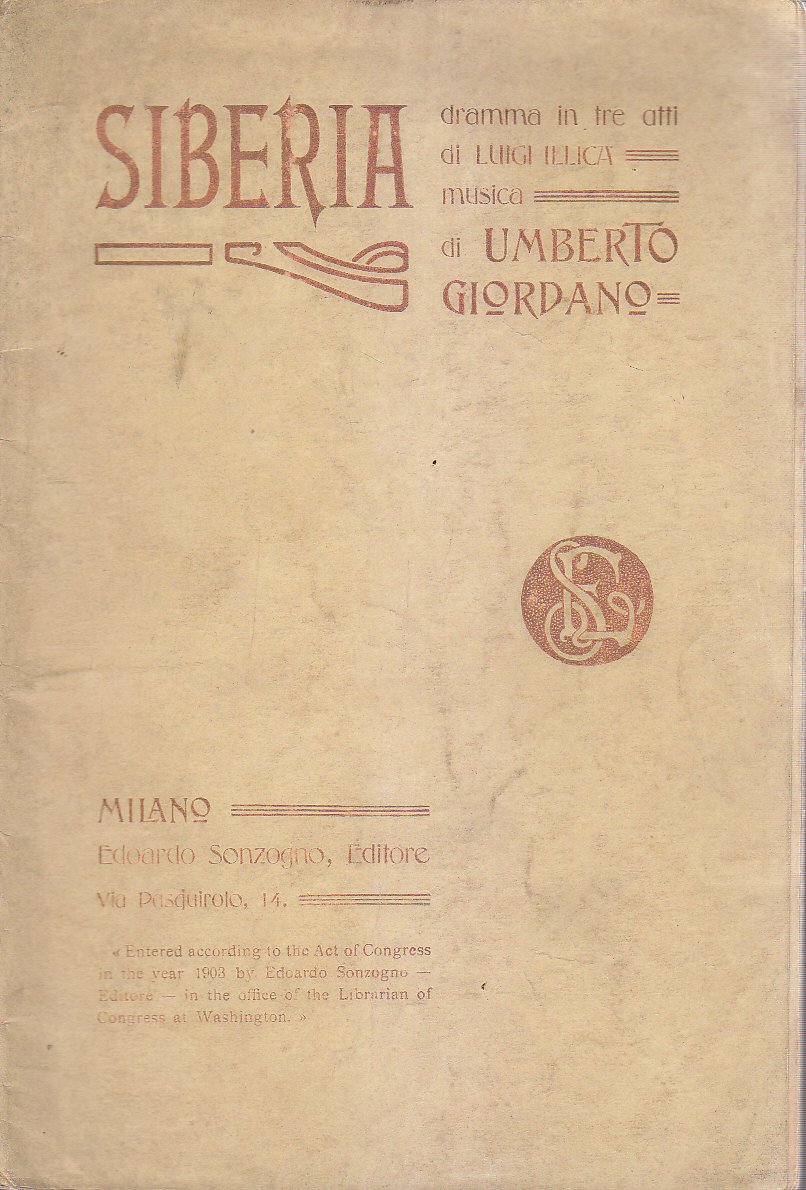 SIBERIA
dramma in tre atti
di LUIGI ILLICA
musica
di UMBERTO
GIORDANO
ES
MILANO
Edoardo Sonzogno, Editore
Via Pasquirolo, 14.
« Entered according to the Act of Congress
in the year 1903 by Edoardo Sonzogno —
Editore — in the office of the Librarian of
Congress at Washington. »